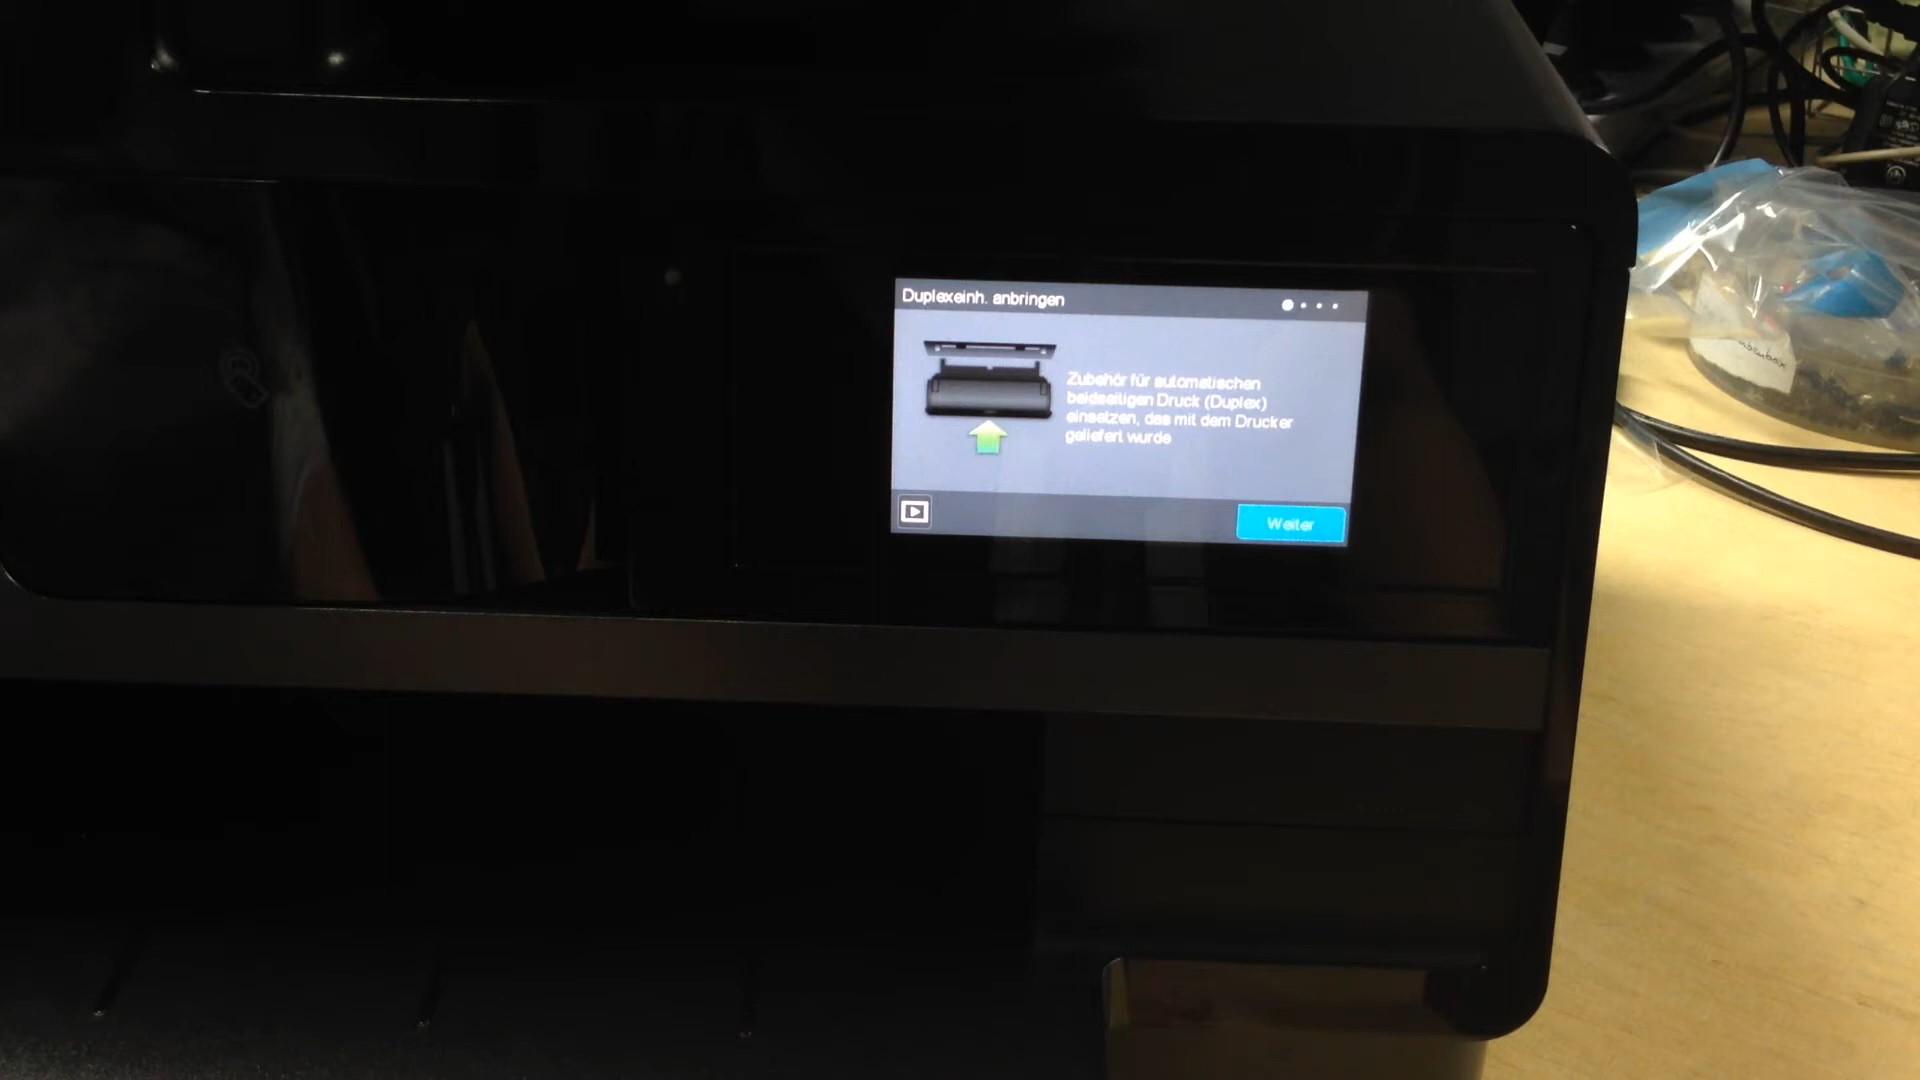 Duplexeinh. anbringen
Zubehör für automatischen
beidseitigen Druck (Duplex)
einsetzen, das mit dem Drucker
geliefert wurde
Weiter